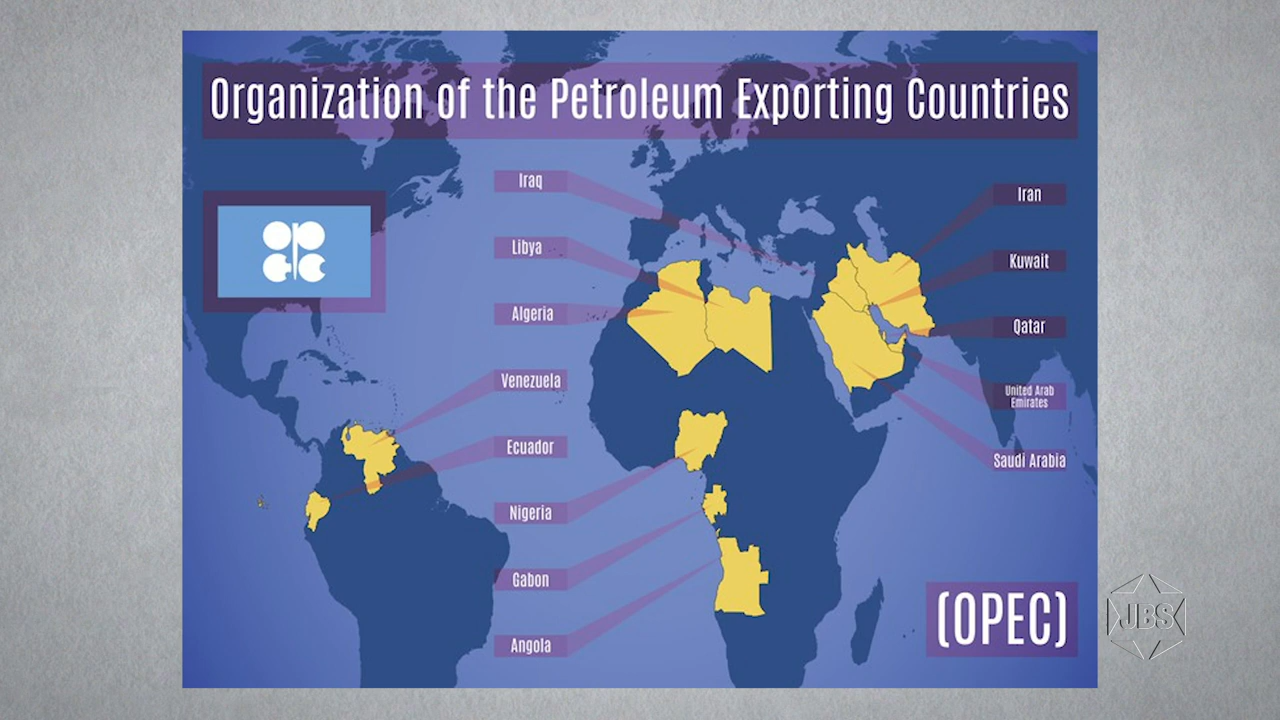 Organization of the Petroleum Exporting Countries
Iraq
Libya
Algeria
Venezuela
Ecuador
Nigeria
Gabon
Angola
Iran
Kuwait
Qatar
United Arab
Emirates
Saudi Arabia
(OPEC)
JBS